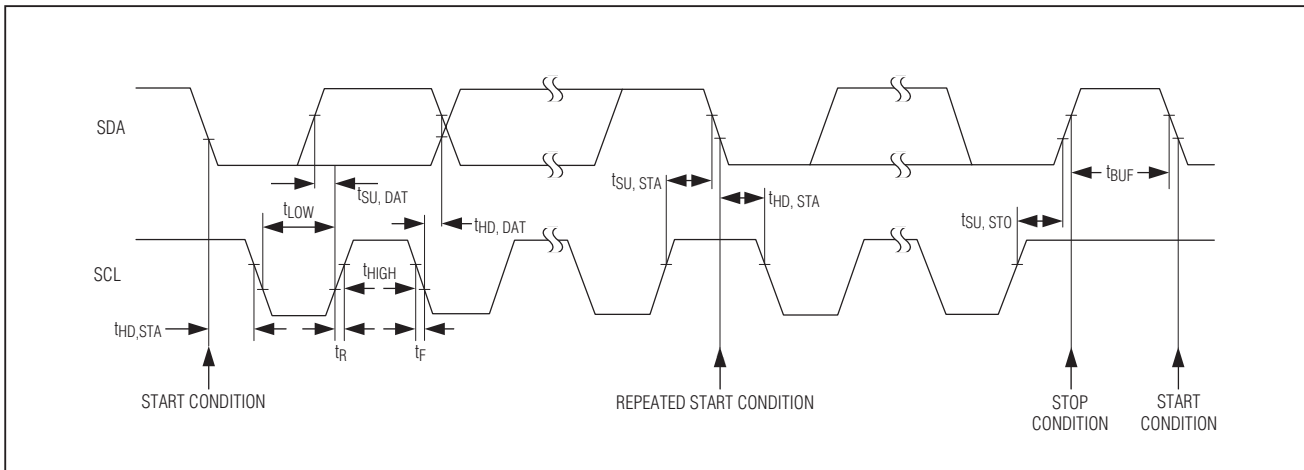 SDA
tSU, DAT
tLOW
tHD, DAT
tSU, STA
tHD, STA
tBUF
tSU, STO
SCL
tHIGH
tHD,STA
tR
tF
START CONDITION
REPEATED START CONDITION
STOP
CONDITION
START
CONDITION